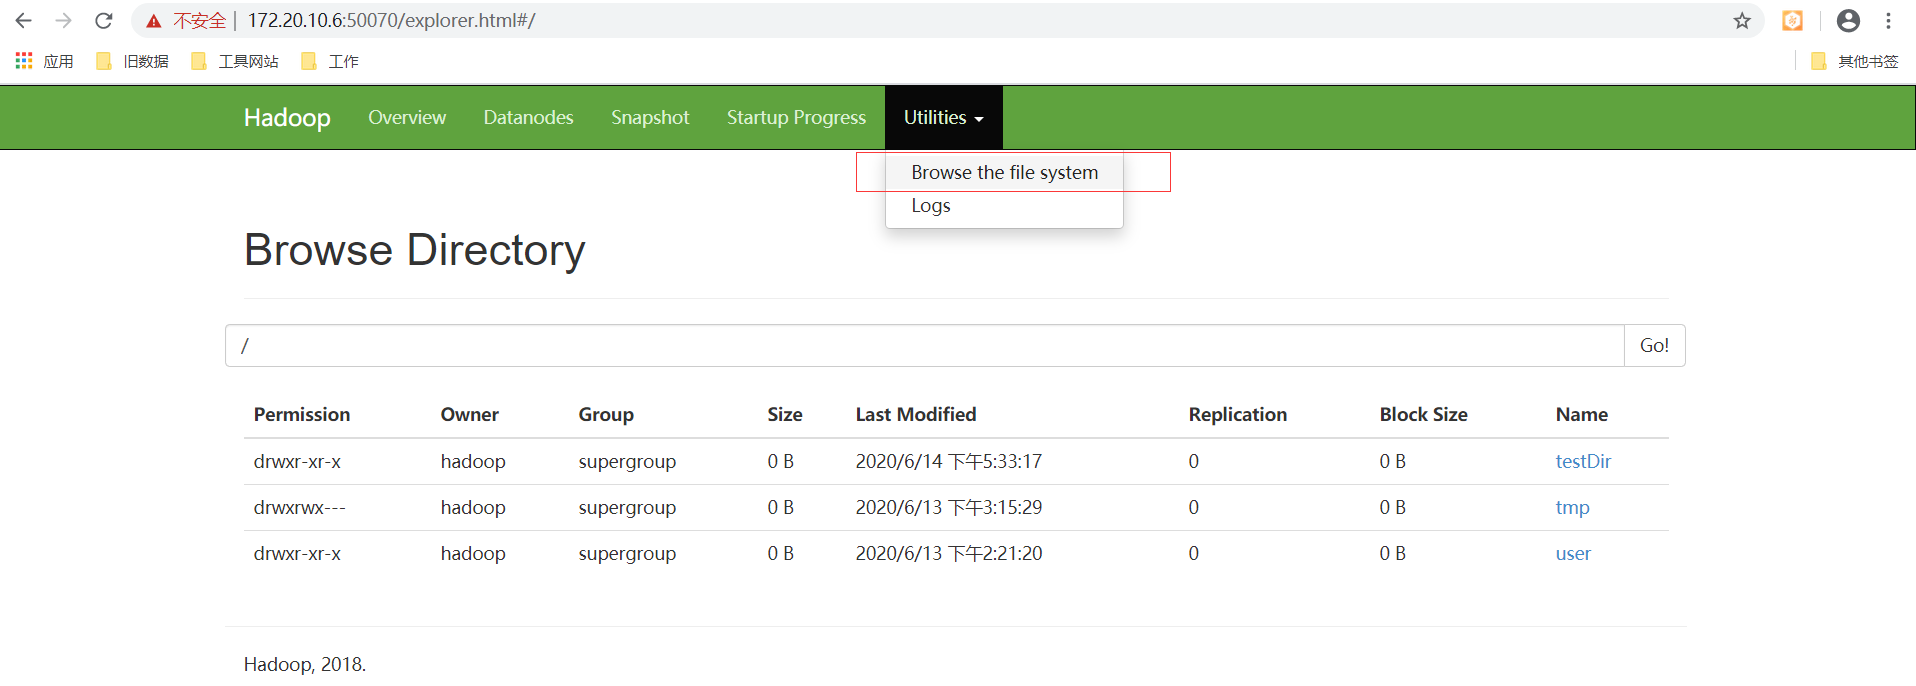 不安全 172.20.10.6:50070/explorer.html#/
应用 旧数据 工具网站 工作 其他书签
Hadoop Overview Datanodes Snapshot Startup Progress Utilities
Browse the file system
Logs
Browse Directory
/ Go!
Permission Owner Group Size Last Modified Replication Block Size Name
drwxr-xr-x hadoop supergroup 0 B 2020/6/14 下午5:33:17 0 0 B testDir
drwxrwx--- hadoop supergroup 0 B 2020/6/13 下午3:15:29 0 0 B tmp
drwxr-xr-x hadoop supergroup 0 B 2020/6/13 下午2:21:20 0 0 B user
Hadoop, 2018.